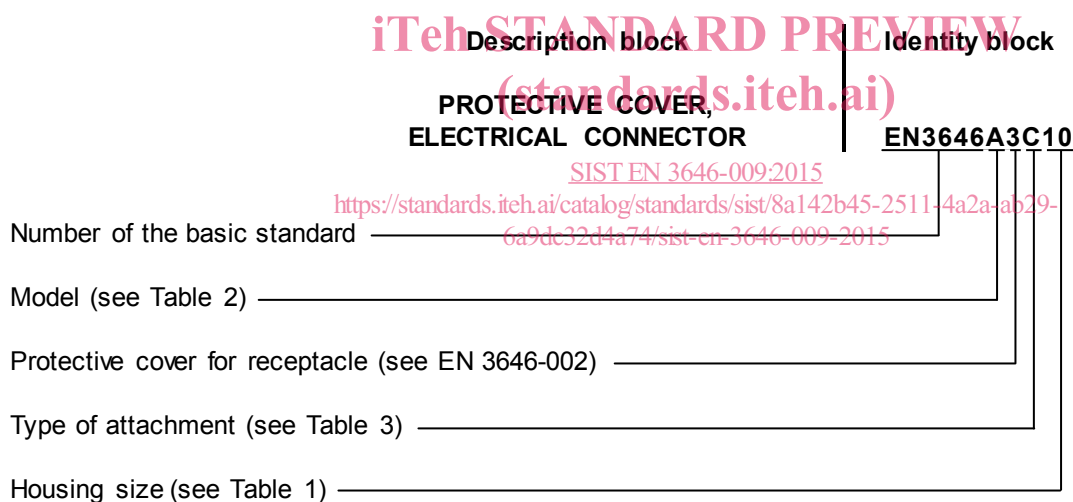 iTeh STANDARD PREVIEW
Description block Identity block
(standards.iteh.ai)
PROTECTIVE COVER,
ELECTRICAL CONNECTOR EN3646A3C10
SIST EN 3646-009:2015
https://standards.iteh.ai/catalog/standards/sist/8a142b45-2511-4a2a-ab29-
Number of the basic standard 6a9dc32d4a74/sist-en-3646-009-2015
Model (see Table 2)
Protective cover for receptacle (see EN 3646-002)
Type of attachment (see Table 3)
Housing size (see Table 1)